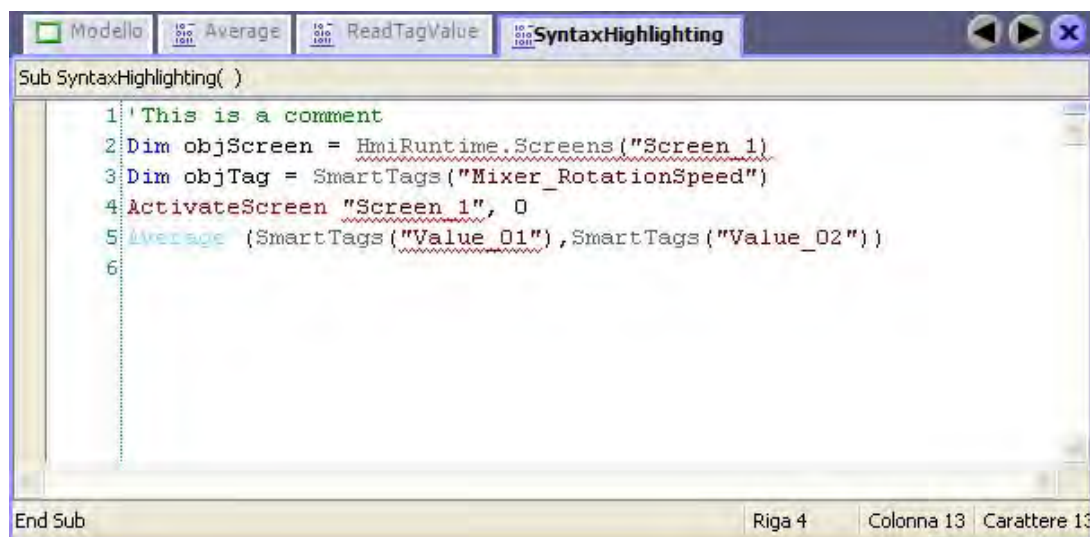 Modello Average ReadTagValue SyntaxHighlighting
Sub SyntaxHighlighting( )
1 'This is a comment
2 Dim objScreen = HmiRuntime.Screens("Screen_1)
3 Dim objTag = SmartTags("Mixer_RotationSpeed")
4 ActivateScreen "Screen_1", 0
5 Average (SmartTags("Value_01"),SmartTags("Value_02"))
6
End Sub Riga 4 Colonna 13 Carattere 13